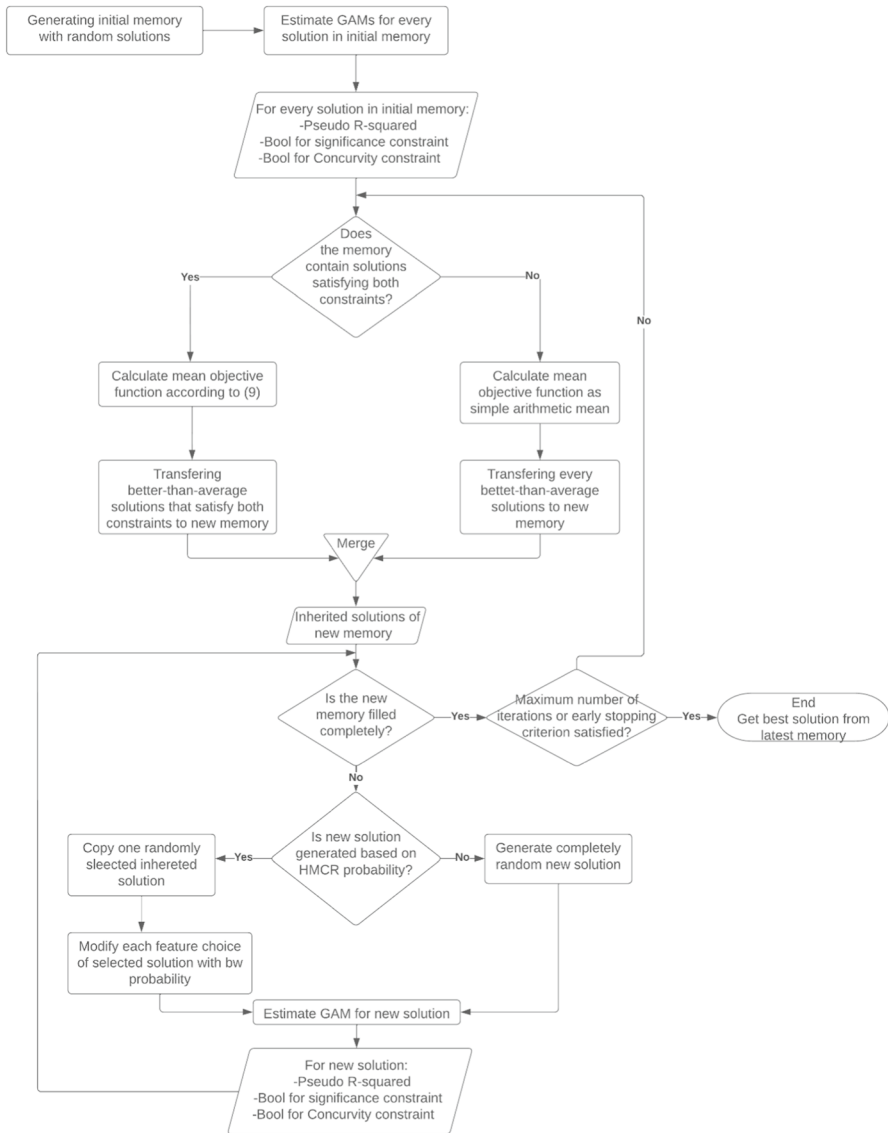 Generating initial memory
with random solutions
Estimate GAMs for every
solution in initial memory
For every solution in initial memory:
-Pseudo R-squared
-Bool for significance constraint
-Bool for Concurvity constraint
Does
the memory
contain solutions
satisfying both
constraints?
Yes
No
No
Calculate mean objective
function according to (9)
Calculate mean
objective function as
simple arithmetic mean
Transfering
better-than-average
solutions that satisfy both
constraints to new memory
Transfering every
bettet-than-average
solutions to new
memory
Merge
Inherited solutions of
new memory
Is the new
memory filled
completely?
Yes
Maximum number of
iterations or early stopping
criterion satisfied?
Yes
End
Get best solution from
latest memory
No
Is new solution
generated based on
HMCR probability?
Yes
No
Copy one randomly
sleected inhereted
solution
Generate completely
random new solution
Modify each feature choice
of selected solution with bw
probability
Estimate GAM for new solution
For new solution:
-Pseudo R-squared
-Bool for significance constraint
-Bool for Concurvity constraint